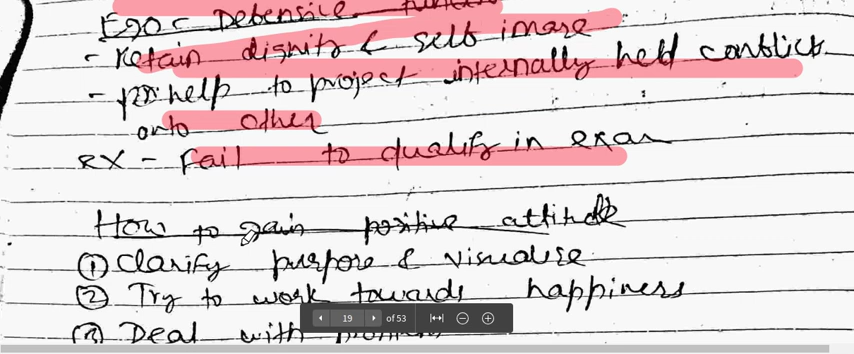 Ego - Defensive function
- Retain dignity & self image
- help to project internally held conflicts
onto other
EX - Fail to qualify in exam
How to gain positive attitude
① Clarify purpose & visualise
② Try to work towards happiness
③ Deal with
19 of 53